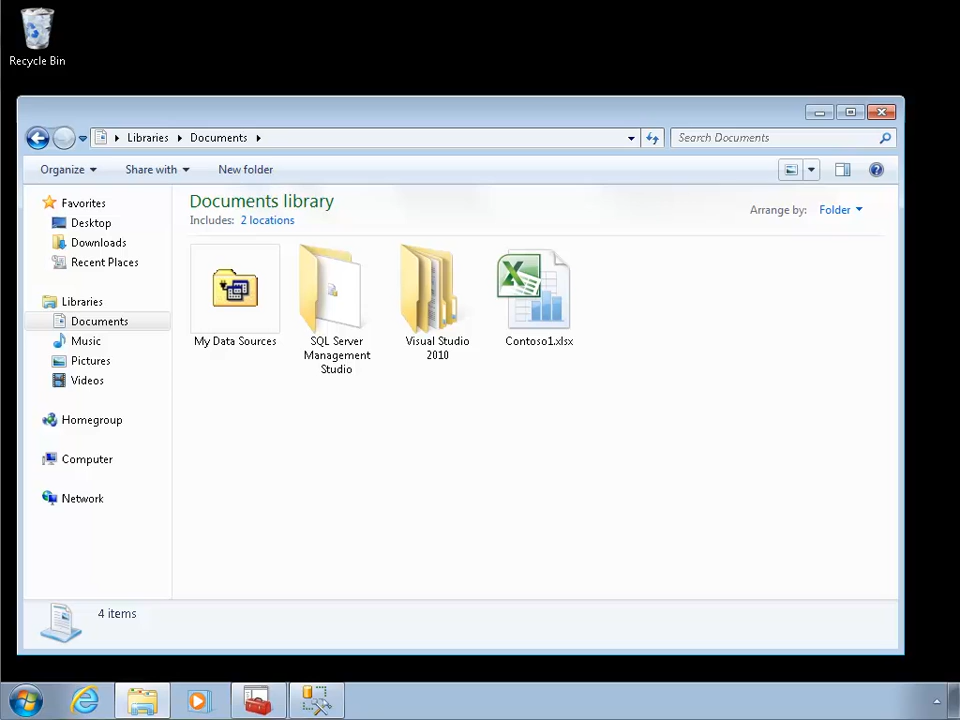 Recycle Bin
Libraries Documents
Search Documents
Organize Share with New folder
Documents library
Includes: 2 locations
Arrange by: Folder
Favorites
Desktop
Downloads
Recent Places
Libraries
Documents
Music
Pictures
Videos
Homegroup
Computer
Network
My Data Sources
SQL Server
Management
Studio
Visual Studio
2010
Contoso1.xlsx
4 items